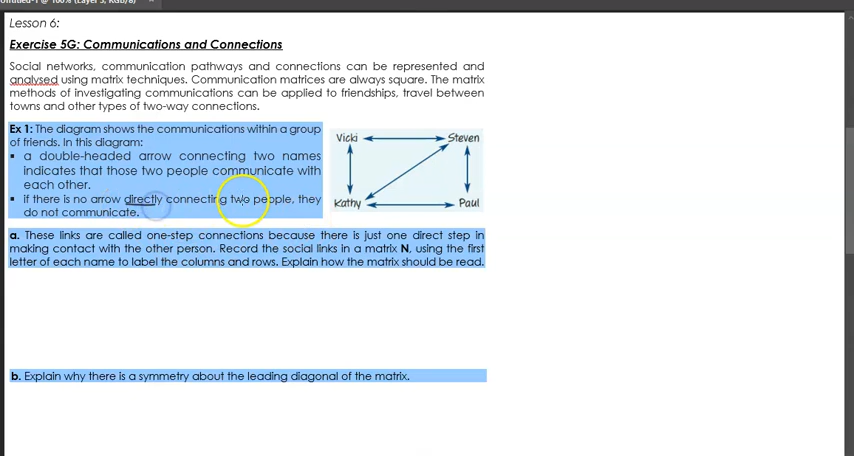 Lesson 6:
Exercise 5G: Communications and Connections
Social networks, communication pathways and connections can be represented and
analysed using matrix techniques. Communication matrices are always square. The matrix
methods of investigating communications can be applied to friendships, travel between
towns and other types of two-way connections.
Ex 1: The diagram shows the communications within a group
of friends. In this diagram:
▪ a double-headed arrow connecting two names
indicates that those two people communicate with
each other.
▪ if there is no arrow directly connecting two people, they
do not communicate.
Vicki Steven
Kathy Paul
a. These links are called one-step connections because there is just one direct step in
making contact with the other person. Record the social links in a matrix N, using the first
letter of each name to label the columns and rows. Explain how the matrix should be read.
b. Explain why there is a symmetry about the leading diagonal of the matrix.